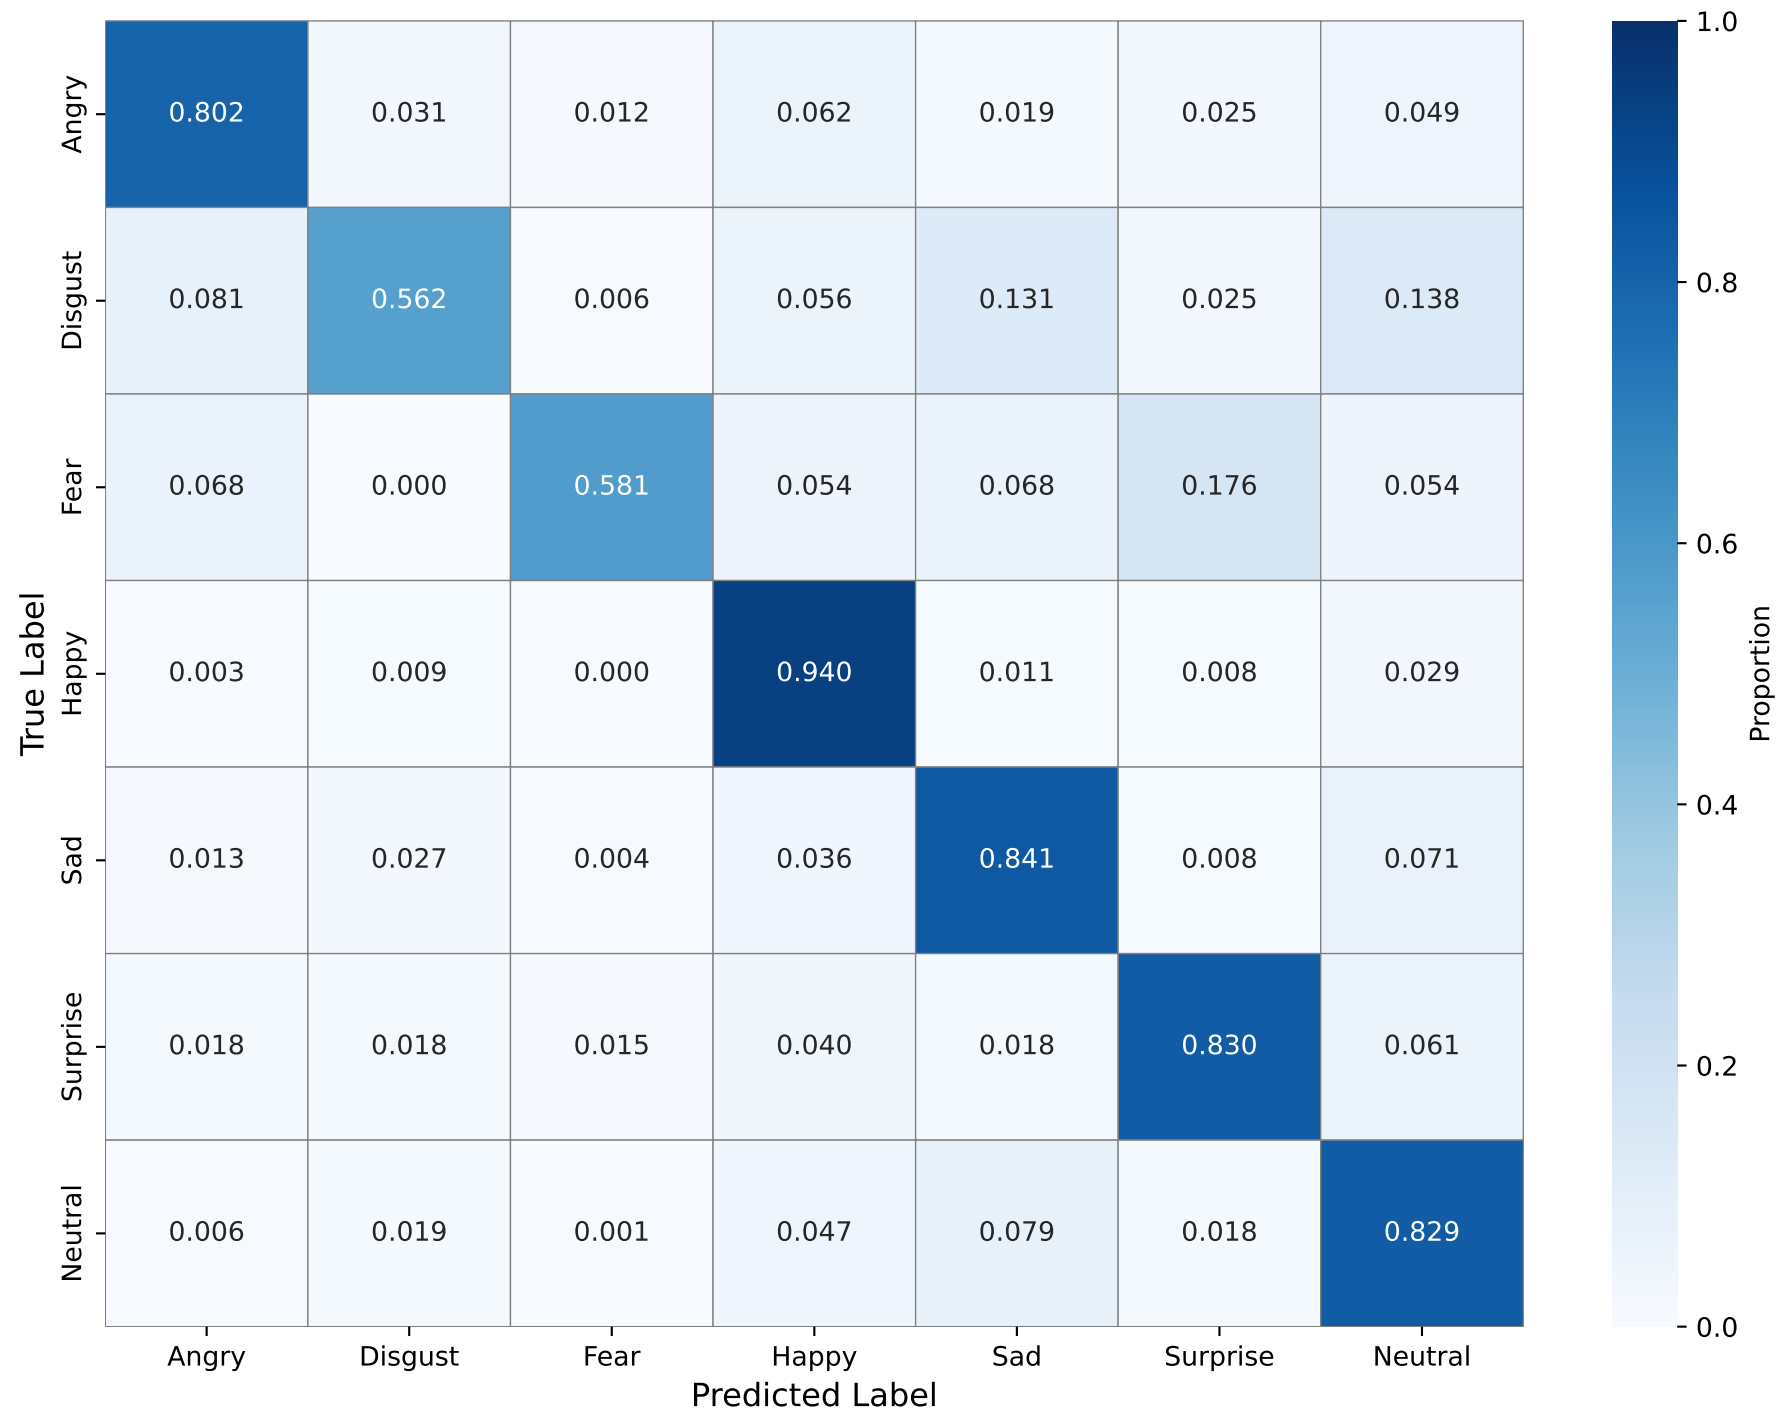 Angry 0.802 0.031 0.012 0.062 0.019 0.025 0.049
Disgust 0.081 0.562 0.006 0.056 0.131 0.025 0.138
Fear 0.068 0.000 0.581 0.054 0.068 0.176 0.054
Happy 0.003 0.009 0.000 0.940 0.011 0.008 0.029
Sad 0.013 0.027 0.004 0.036 0.841 0.008 0.071
Surprise 0.018 0.018 0.015 0.040 0.018 0.830 0.061
Neutral 0.006 0.019 0.001 0.047 0.079 0.018 0.829
Angry Disgust Fear Happy Sad Surprise Neutral
Predicted Label
True Label
1.0
0.8
0.6
0.4
0.2
0.0
Proportion